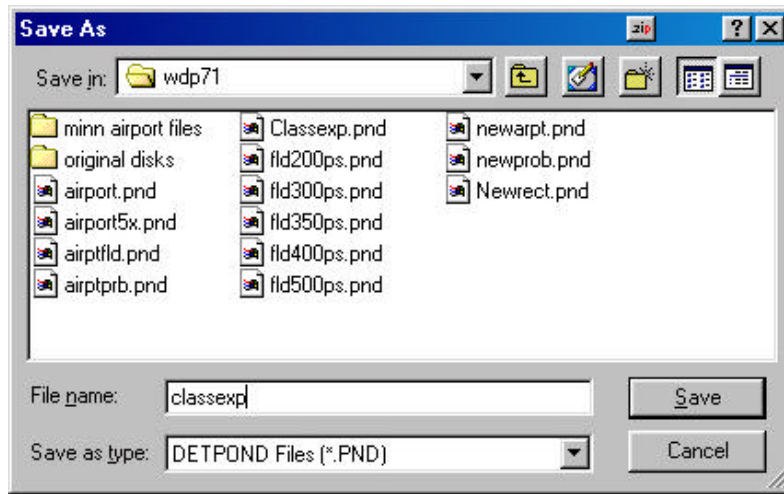 Save As
zip
Save in: wdp71
minn airport files
original disks
airport.pnd
airport5x.pnd
airptfld.pnd
airptprb.pnd
Classexp.pnd
fld200ps.pnd
fld300ps.pnd
fld350ps.pnd
fld400ps.pnd
fld500ps.pnd
newarpt.pnd
newprob.pnd
Newrect.pnd
File name: classexp
Save
Save as type: DETPOND Files (*.PND)
Cancel